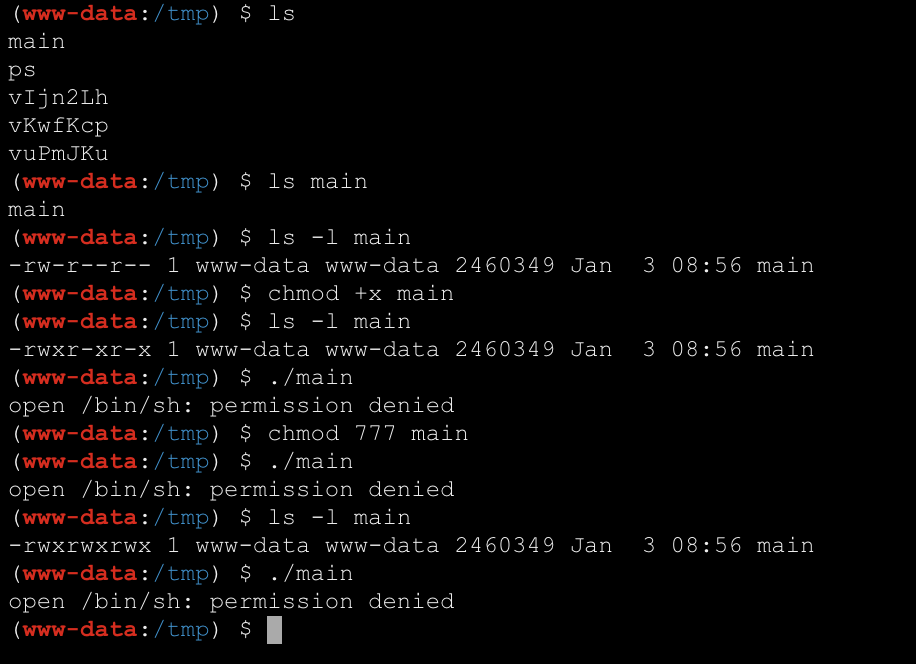 (www-data:/tmp) $ ls
main
ps
vIjn2Lh
vKwfKcp
vuPmJKu
(www-data:/tmp) $ ls main
main
(www-data:/tmp) $ ls -l main
-rw-r--r-- 1 www-data www-data 2460349 Jan  3 08:56 main
(www-data:/tmp) $ chmod +x main
(www-data:/tmp) $ ls -l main
-rwxr-xr-x 1 www-data www-data 2460349 Jan  3 08:56 main
(www-data:/tmp) $ ./main
open /bin/sh: permission denied
(www-data:/tmp) $ chmod 777 main
(www-data:/tmp) $ ./main
open /bin/sh: permission denied
(www-data:/tmp) $ ls -l main
-rwxrwxrwx 1 www-data www-data 2460349 Jan  3 08:56 main
(www-data:/tmp) $ ./main
open /bin/sh: permission denied
(www-data:/tmp) $